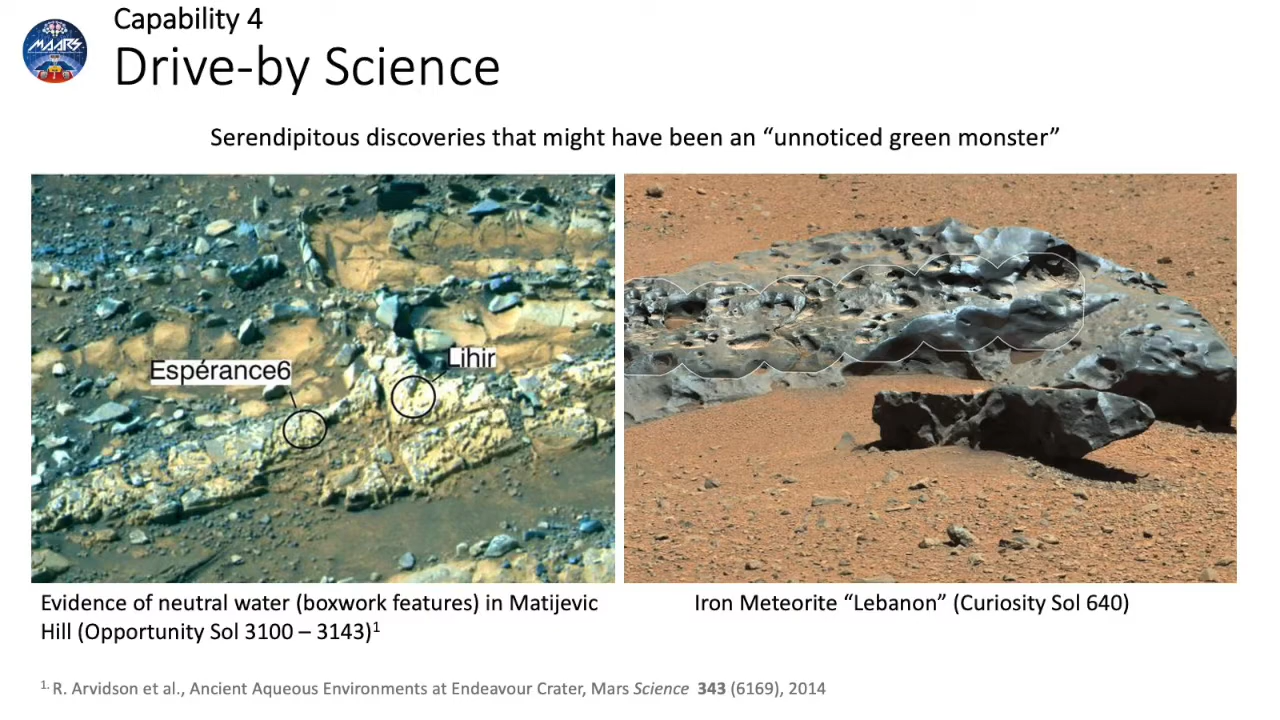 MAARS
Capability 4
Drive-by Science
Serendipitous discoveries that might have been an “unnoticed green monster”
Espérance6
Lihir
Evidence of neutral water (boxwork features) in Matijevic
Hill (Opportunity Sol 3100 – 3143)¹
Iron Meteorite “Lebanon” (Curiosity Sol 640)
¹· R. Arvidson et al., Ancient Aqueous Environments at Endeavour Crater, Mars Science 343 (6169), 2014